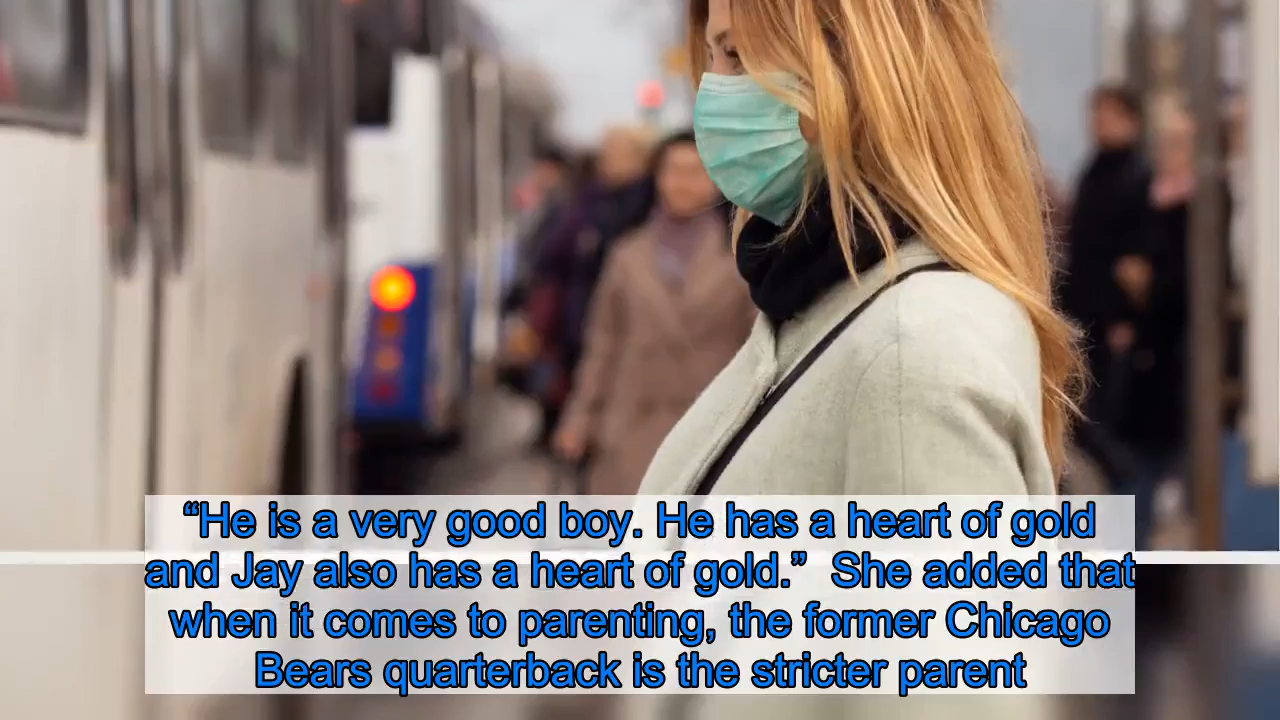 “He is a very good boy. He has a heart of gold
and Jay also has a heart of gold.”  She added that
when it comes to parenting, the former Chicago
Bears quarterback is the stricter parent